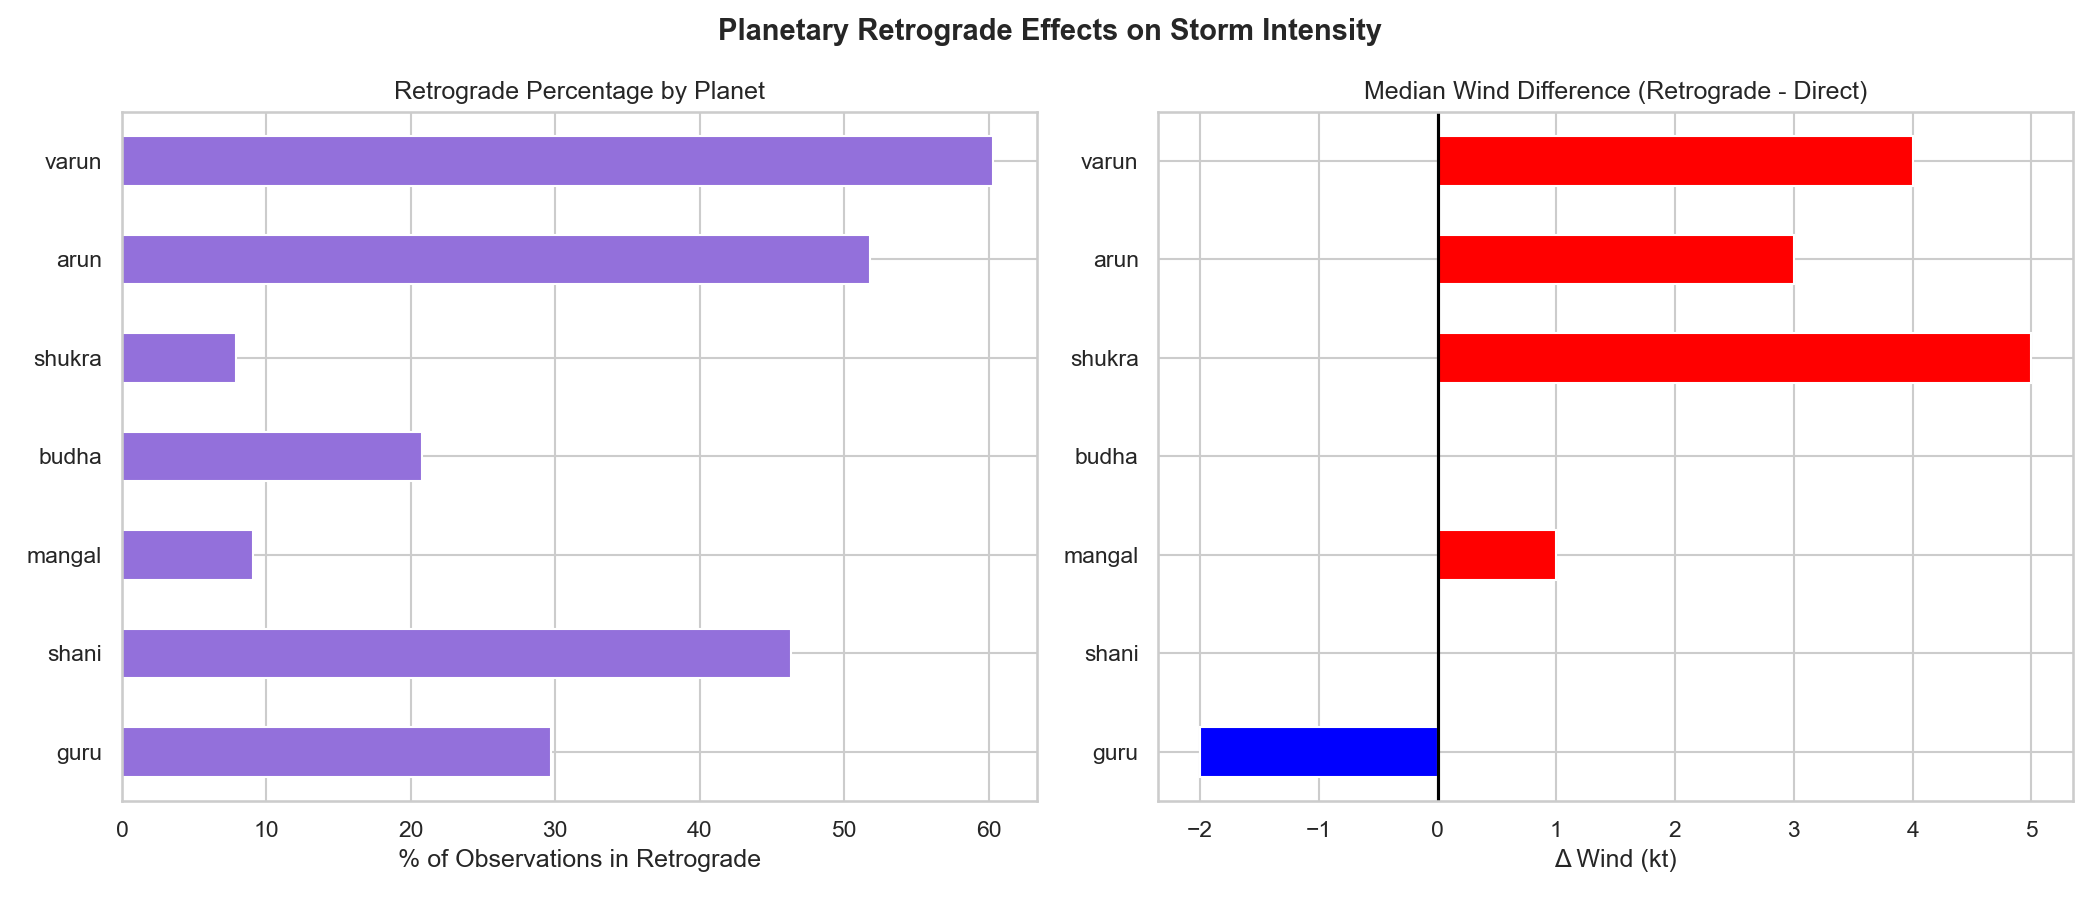 Planetary Retrograde Effects on Storm Intensity
Retrograde Percentage by Planet
varun
arun
shukra
budha
mangal
shani
guru
0 10 20 30 40 50 60
% of Observations in Retrograde
Median Wind Difference (Retrograde - Direct)
varun
arun
shukra
budha
mangal
shani
guru
−2 −1 0 1 2 3 4 5
Δ Wind (kt)